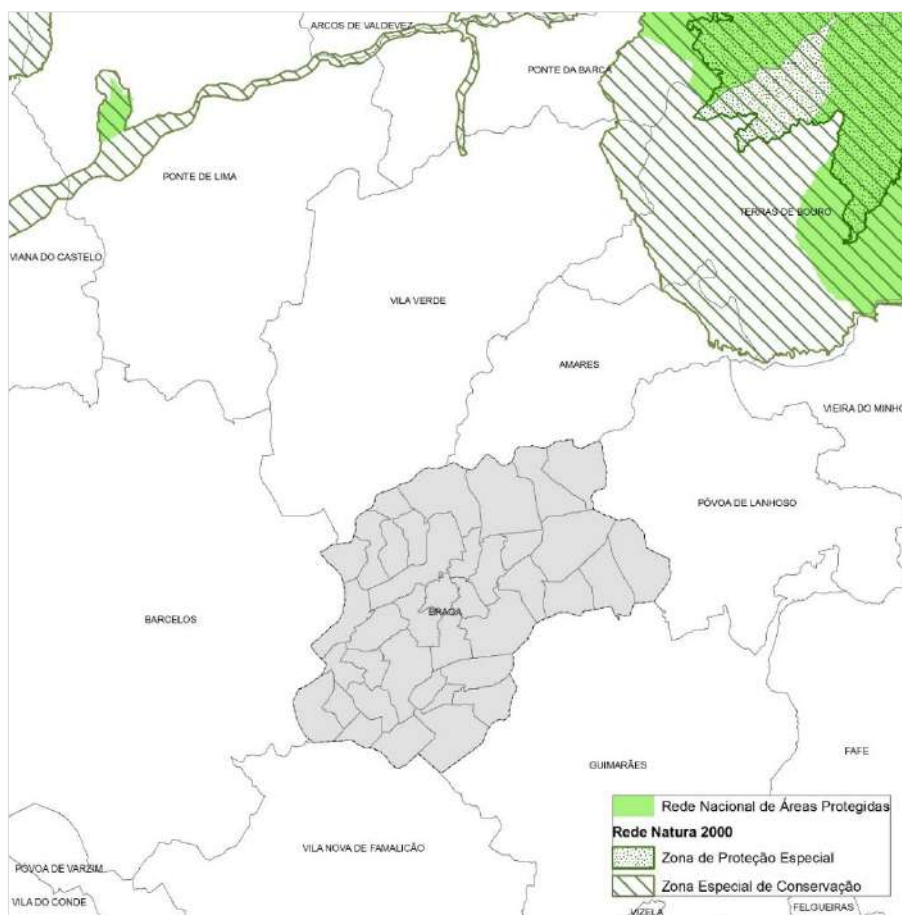 ARCOS DE VALDEVEZ
PONTE DA BARCA
PONTE DE LIMA
TERRAS DE BOURO
VIANA DO CASTELO
VILA VERDE
AMARES
VIEIRA DO MINHO
PÓVOA DE LANHOSO
BRAGA
BARCELOS
FAFE
GUIMARÃES
Rede Nacional de Áreas Protegidas
Rede Natura 2000
VILA NOVA DE FAMALICÃO
Zona de Proteção Especial
PÓVOA DE VARZIM
Zona Especial de Conservação
VILA DO CONDE
FELGUEIRAS
VIZELA